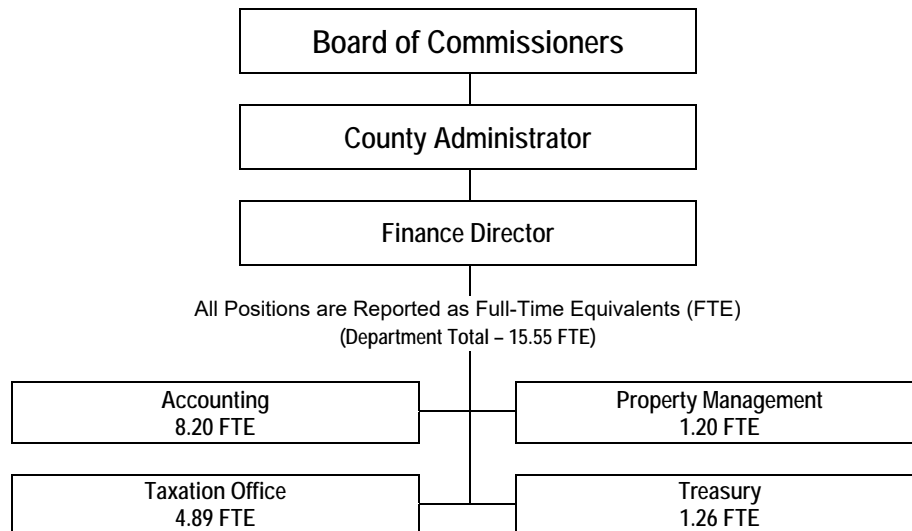 Board of Commissioners
County Administrator
Finance Director
All Positions are Reported as Full-Time Equivalents (FTE)
(Department Total – 15.55 FTE)
Accounting
8.20 FTE
Property Management
1.20 FTE
Taxation Office
4.89 FTE
Treasury
1.26 FTE